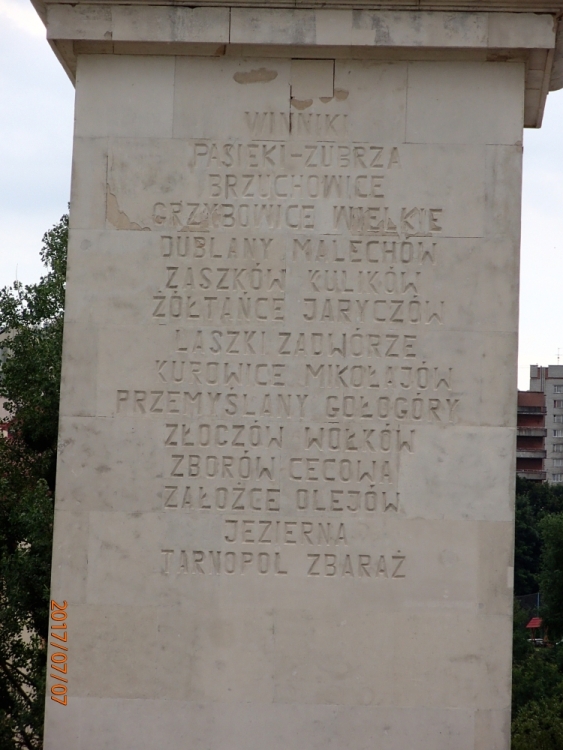 WINNIKI
PASIEKI-ZUBRZA
BRZUCHOWICE
GRZYBOWICE WIELKIE
DUBLANY MALECHÓW
ZASZKÓW KULIKÓW
ŻÓŁTAŃCE JARYCZÓW
LASZKI ZADWÓRZE
KUROWICE MIKOŁAJÓW
PRZEMYŚLANY GOŁOGÓRY
ZŁOCZÓW WOŁKÓW
ZBORÓW CECOWA
ZAŁOŹCE OLEJÓW
JEZIERNA
TARNOPOL ZBARAŻ
2017/07/07